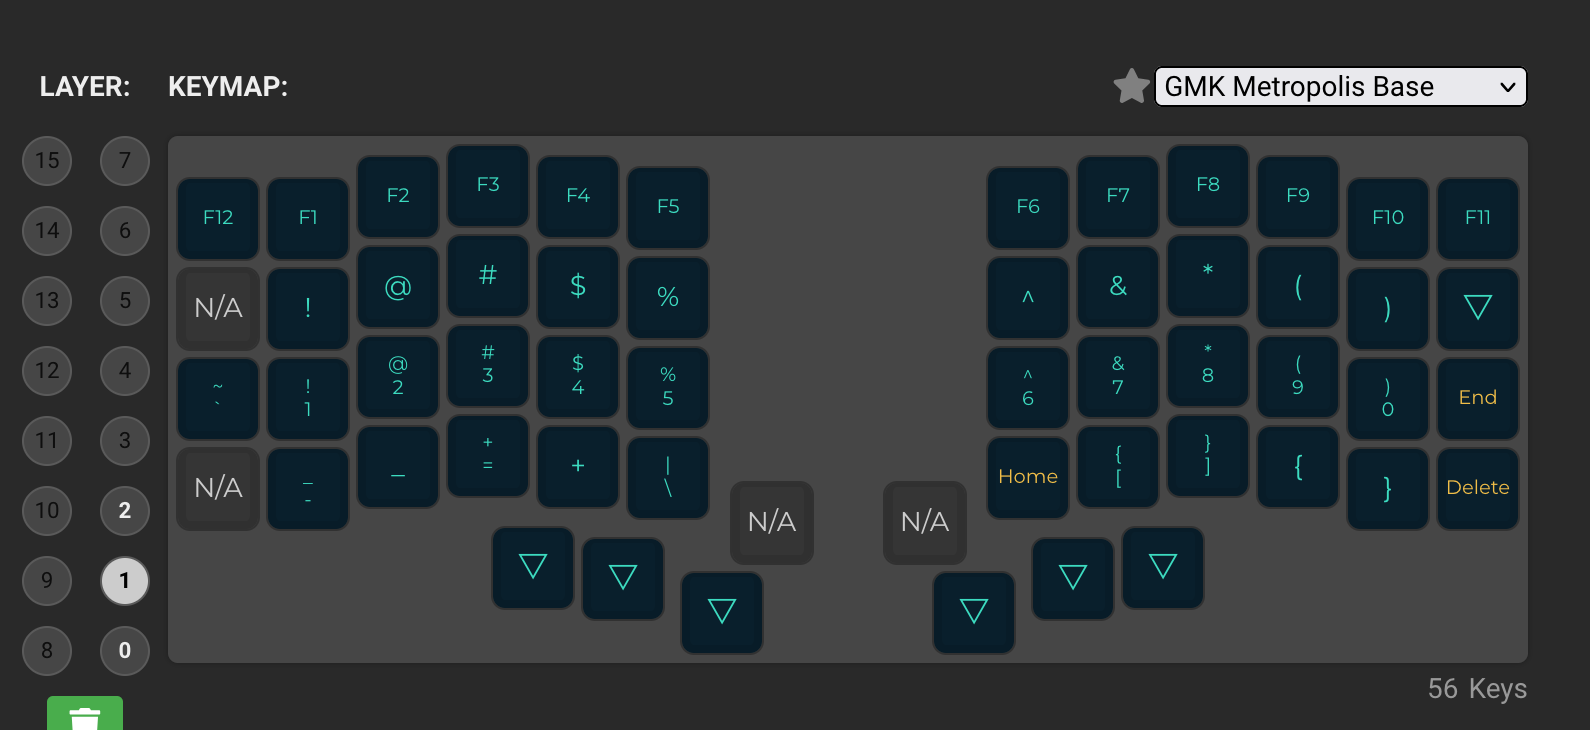 LAYER: KEYMAP: GMK Metropolis Base
15 7
14 6
13 5
12 4
11 3
10 2
9 1
8 0
F12 F1 F2 F3 F4 F5 F6 F7 F8 F9 F10 F11
N/A ! @ # $ % ^ & * ( ) ▽
~ ! @ # $ % ^ & * ( )
` 1 2 3 4 5 6 7 8 9 0 End
N/A _ _ + + | Home { } { } Delete
- = \ [ ]
N/A N/A
▽ ▽ ▽ ▽ ▽ ▽
56 Keys